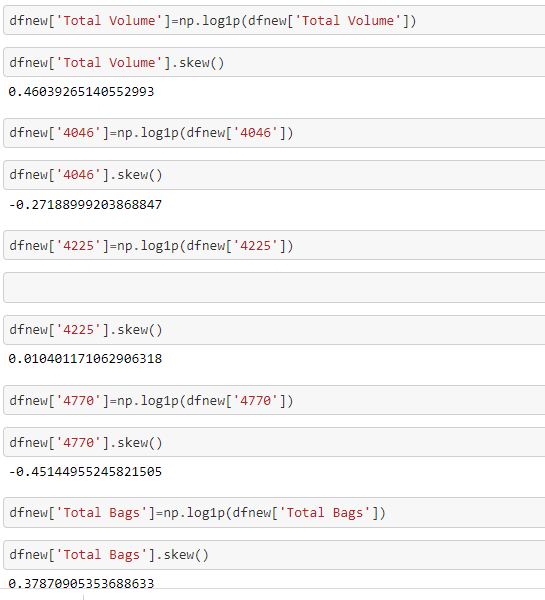 dfnew['Total Volume']=np.log1p(dfnew['Total Volume'])
dfnew['Total Volume'].skew()
0.46039265140552993
dfnew['4046']=np.log1p(dfnew['4046'])
dfnew['4046'].skew()
-0.27188999203868847
dfnew['4225']=np.log1p(dfnew['4225'])
dfnew['4225'].skew()
0.010401171062906318
dfnew['4770']=np.log1p(dfnew['4770'])
dfnew['4770'].skew()
-0.45144955245821505
dfnew['Total Bags']=np.log1p(dfnew['Total Bags'])
dfnew['Total Bags'].skew()
0.37870905353688633